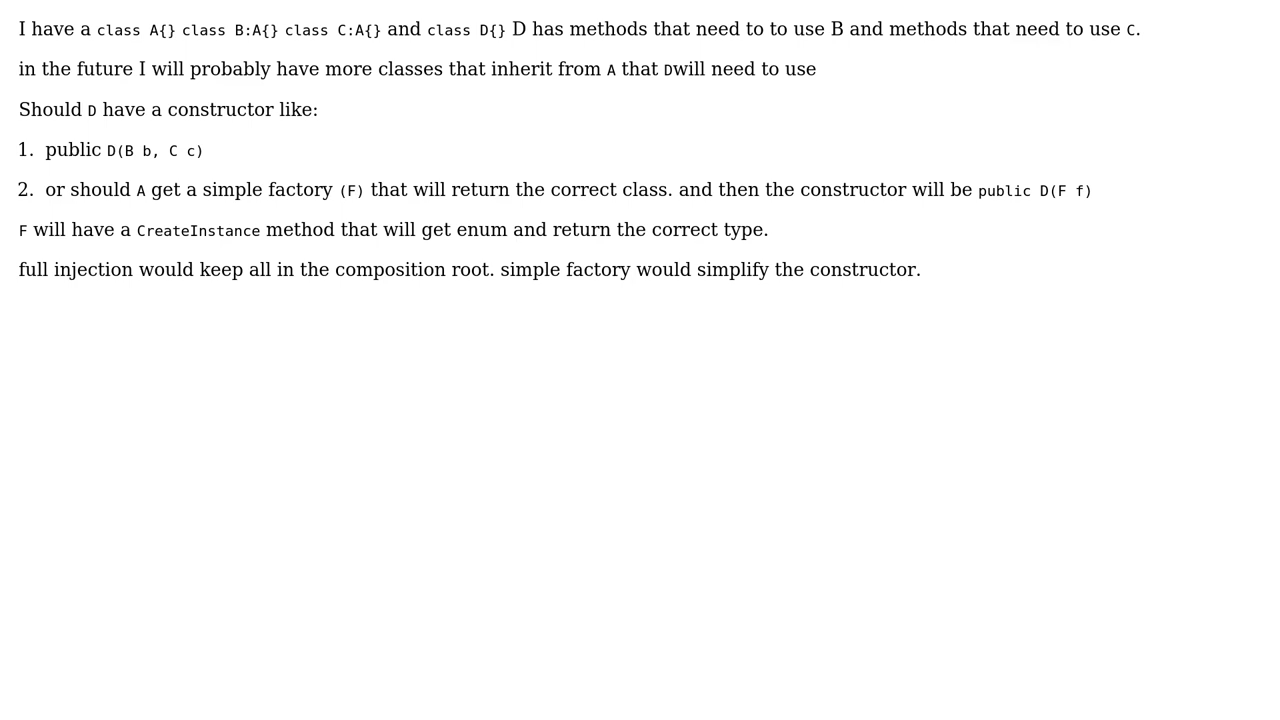 I have a class A{} class B:A{} class C:A{} and class D{} D has methods that need to to use B and methods that need to use C.
in the future I will probably have more classes that inherit from A that Dwill need to use
Should D have a constructor like:
1. public D(B b, C c)
2. or should A get a simple factory (F) that will return the correct class. and then the constructor will be public D(F f)
F will have a CreateInstance method that will get enum and return the correct type.
full injection would keep all in the composition root. simple factory would simplify the constructor.